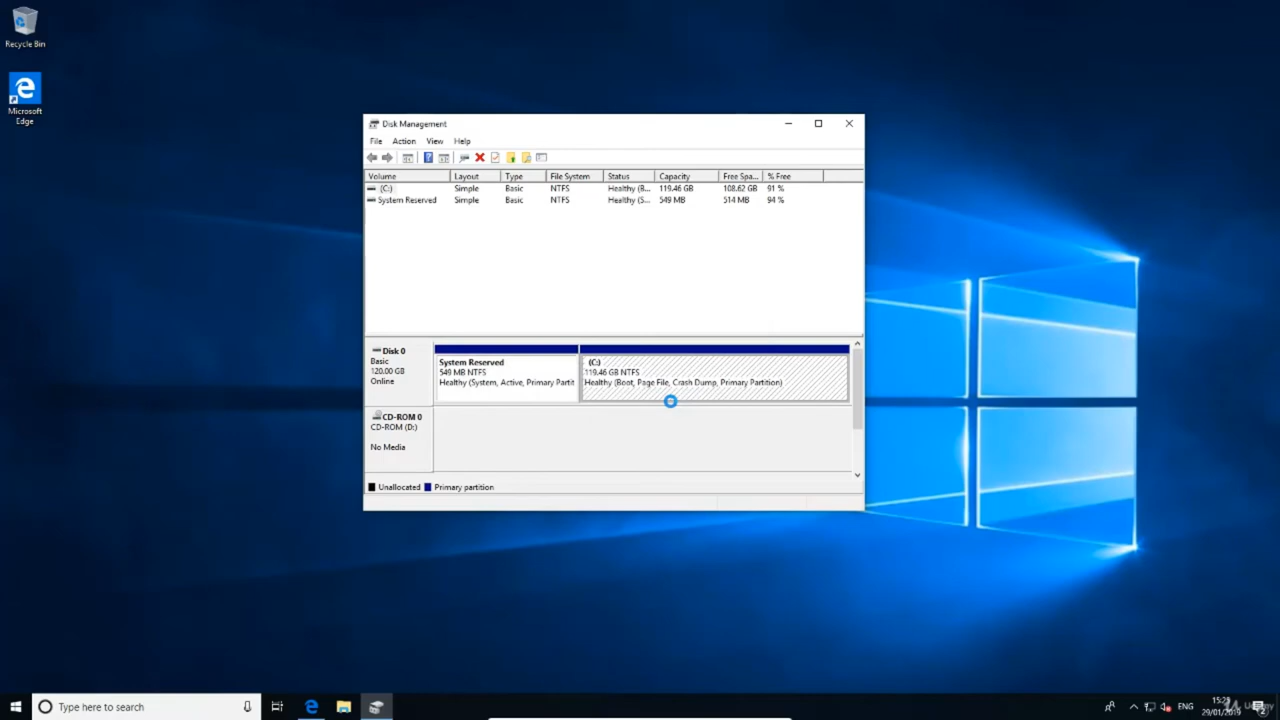 Recycle Bin
Microsoft
Edge
Disk Management
File Action View Help
Volume Layout Type File System Status Capacity Free Spa... % Free
(C:) Simple Basic NTFS Healthy (B... 119.46 GB 108.62 GB 91 %
System Reserved Simple Basic NTFS Healthy (S... 549 MB 514 MB 94 %
Disk 0
Basic
120.00 GB
Online
System Reserved
549 MB NTFS
Healthy (System, Active, Primary Partit
(C:)
119.46 GB NTFS
Healthy (Boot, Page File, Crash Dump, Primary Partition)
CD-ROM 0
CD-ROM (D:)
No Media
Unallocated Primary partition
Type here to search
ENG
29/01/2019